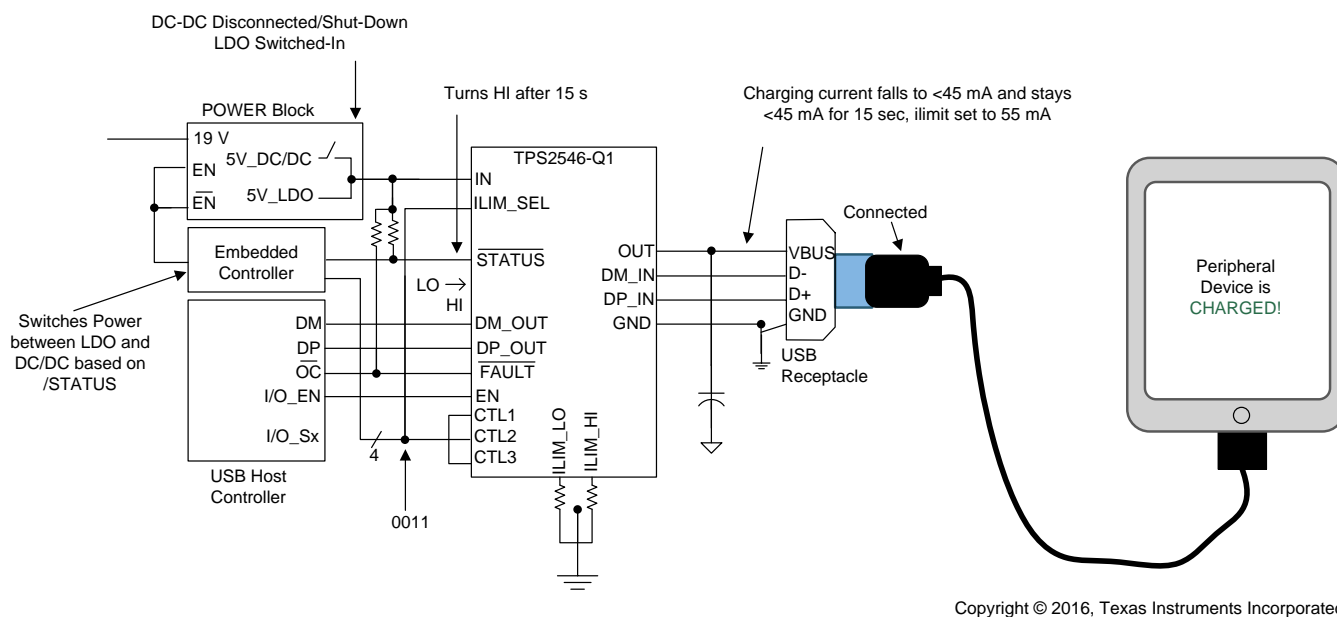 DC-DC Disconnected/Shut-Down
LDO Switched-In
Turns HI after 15 s
Charging current falls to <45 mA and stays
<45 mA for 15 sec, ilimit set to 55 mA
POWER Block
19 V
5V_DC/DC
EN
EN
5V_LDO
TPS2546-Q1
IN
ILIM_SEL
STATUS
LO
HI
DM_OUT
DP_OUT
FAULT
EN
CTL1
CTL2
CTL3
ILIM_LO
ILIM_HI
OUT
DM_IN
DP_IN
GND
Embedded
Controller
Switches Power
between LDO and
DC/DC based on
/STATUS
DM
DP
OC
I/O_EN
I/O_Sx
USB Host
Controller
4
0011
VBUS
D-
D+
GND
USB
Receptacle
Connected
Peripheral
Device is
CHARGED!
Copyright © 2016, Texas Instruments Incorporated